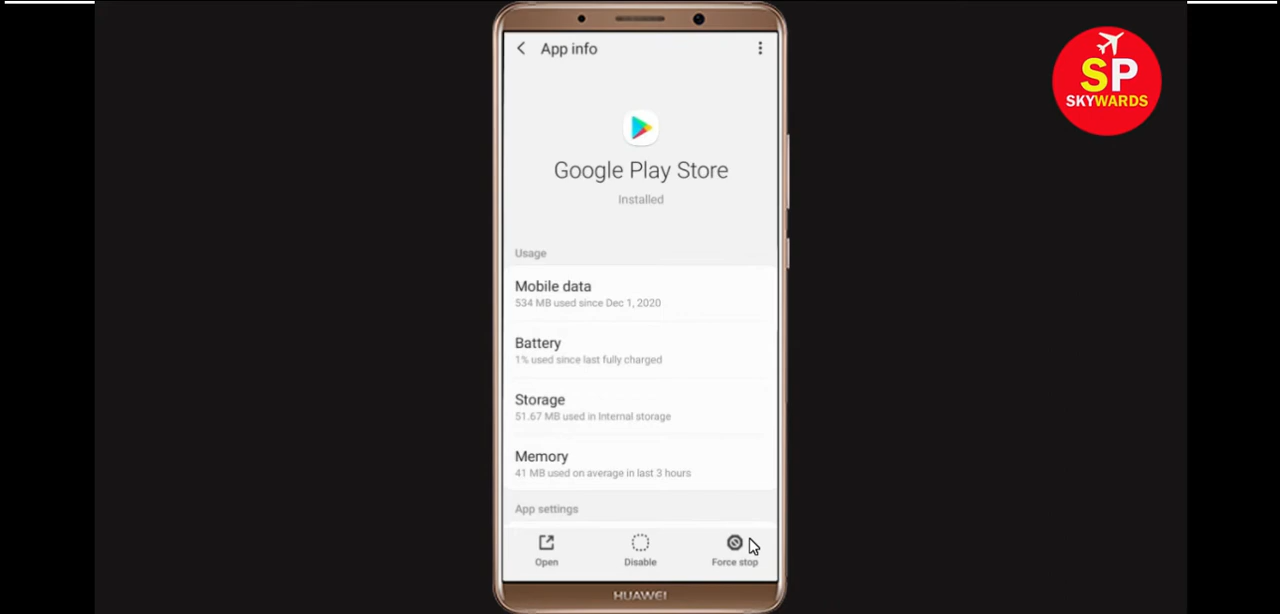 App info
SP
SKYWARDS
Google Play Store
Installed
Usage
Mobile data
534 MB used since Dec 1, 2020
Battery
1% used since last fully charged
Storage
51.67 MB used in Internal storage
Memory
41 MB used on average in last 3 hours
App settings
Open
Disable
Force stop
HUAWEI